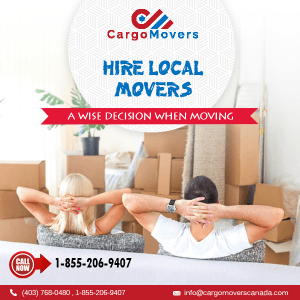 CargoMovers
HIRE LOCAL
MOVERS
A WISE DECISION WHEN MOVING
CALL
NOW
1-855-206-9407
(403) 768-0480 , 1-855-206-9407
info@cargomoverscanada.com